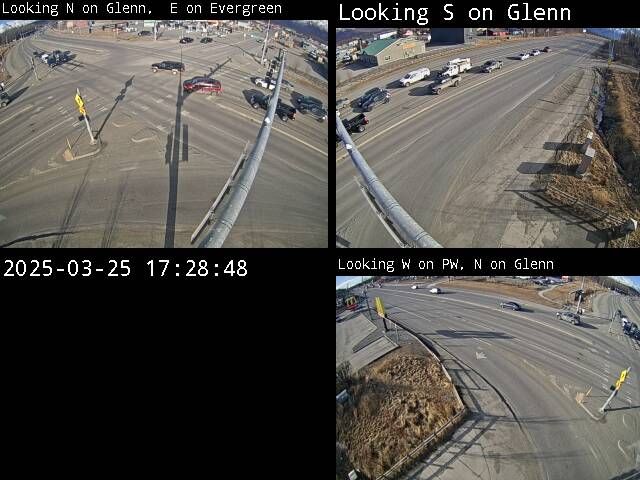 Looking N on Glenn,  E on Evergreen
Looking S on Glenn
2025-03-25 17:28:48
Looking W on PW, N on Glenn